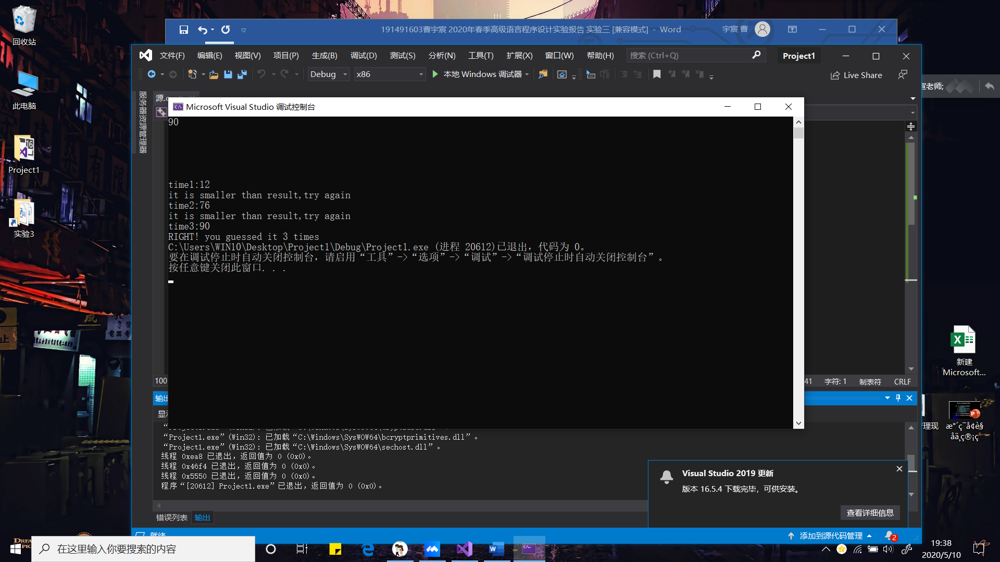 回收站
此电脑
Project1
实验3
191491603曹宇宸 2020年春季高级语言程序设计实验报告 实验三 [兼容模式] - Word
宇宸 曹
文件(F) 编辑(E) 视图(V) 项目(P) 生成(B) 调试(D) 测试(S) 分析(N) 工具(T) 扩展(X) 窗口(W) 帮助(H) 搜索 (Ctrl+Q) Project1
Debug x86 本地 Windows 调试器 Live Share
宣老师;
服务器资源管理器
源.c
Microsoft Visual Studio 调试控制台
90
time1:12
it is smaller than result,try again
time2:76
it is smaller than result,try again
time3:90
RIGHT! you guessed it 3 times
C:\Users\WIN10\Desktop\Project1\Debug\Project1.exe (进程 20612)已退出，代码为 0。
要在调试停止时自动关闭控制台，请启用“工具”->“选项”->“调试”->“调试停止时自动关闭控制台”。
按任意键关闭此窗口. . .
100
41 字符: 1 制表符 CRLF
输出
“Project1.exe”(Win32): 已加载“C:\Windows\SysWOW64\bcryptprimitives.dll”。
“Project1.exe”(Win32): 已加载“C:\Windows\SysWOW64\sechost.dll”。
线程 0xea8 已退出，返回值为 0 (0x0)。
线程 0x46f4 已退出，返回值为 0 (0x0)。
线程 0x5550 已退出，返回值为 0 (0x0)。
程序“[20612] Project1.exe”已退出，返回值为 0 (0x0)。
错误列表 输出
Visual Studio 2019 更新
版本 16.5.4 下载完毕，可供安装。
查看详细信息
就绪
添加到源代码管理
2
新建
Microsoft...
在这里输入你要搜索的内容
19:38
2020/5/10